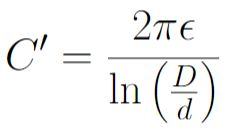 C′ = 2πϵ / ln(D/d)